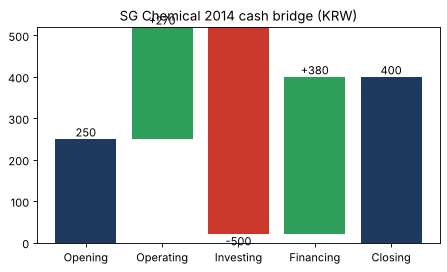 SG Chemical 2014 cash bridge (KRW)
+270
500
400
300
200
100
0
250
-500
+380
400
Opening
Operating
Investing
Financing
Closing